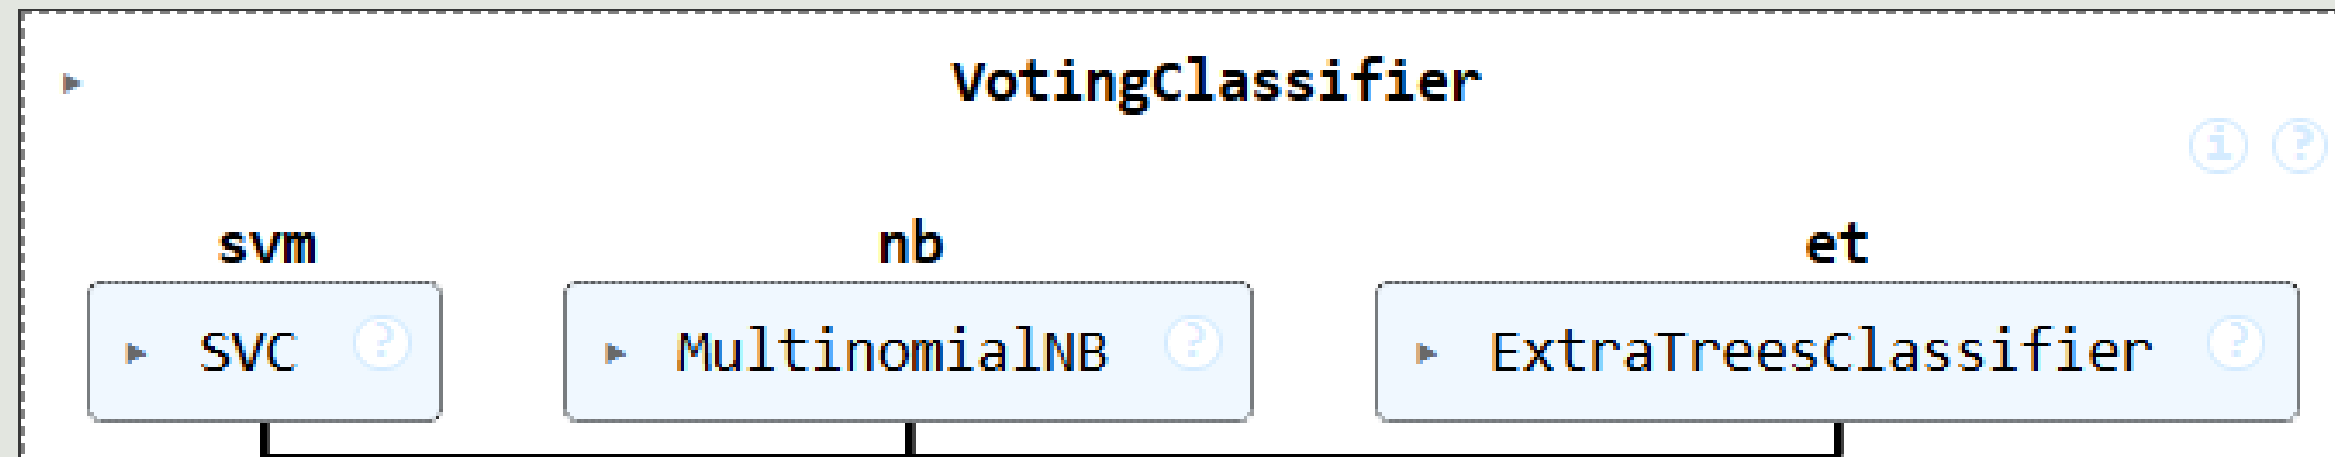 VotingClassifier
i ?
svm nb et
SVC ? MultinomialNB ? ExtraTreesClassifier ?